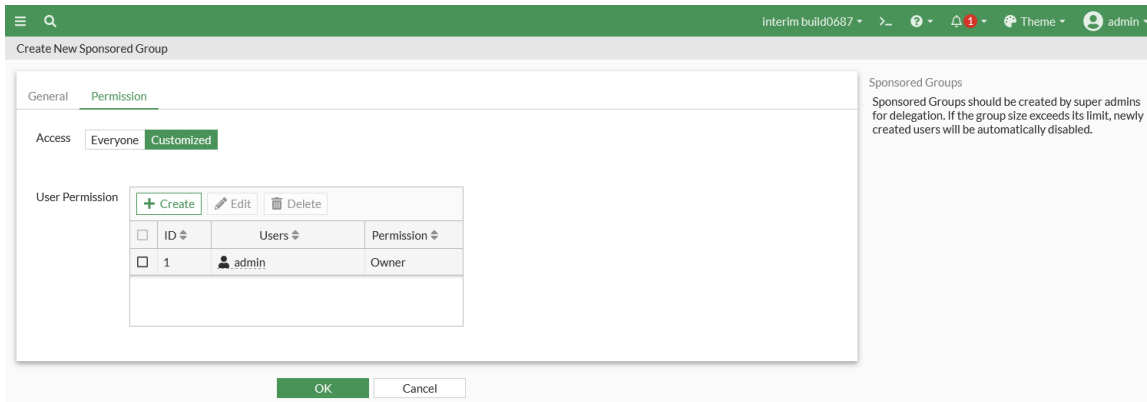 interim build0687
>_
1
Theme
admin
Create New Sponsored Group
General
Permission
Access
Everyone
Customized
User Permission
+ Create
Edit
Delete
ID
Users
Permission
1
admin
Owner
OK
Cancel
Sponsored Groups
Sponsored Groups should be created by super admins
for delegation. If the group size exceeds its limit, newly
created users will be automatically disabled.